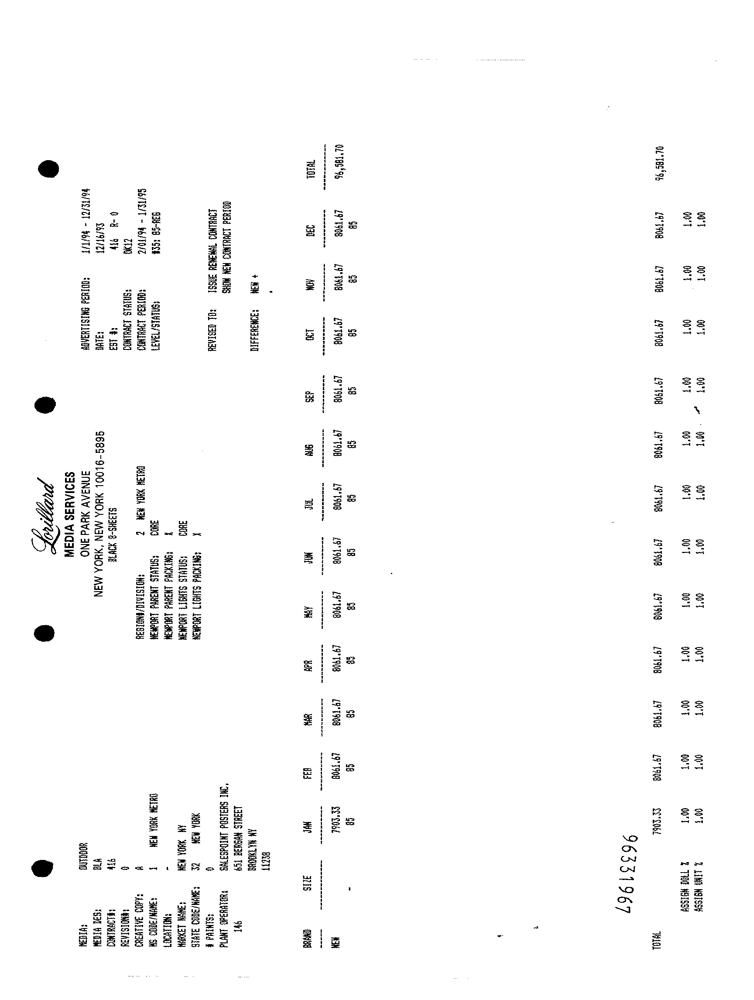 Lorillard
MEDIA SERVICES
ONE PARK AVENUE
NEW YORK, NEW YORK 10016-5895
BLACK 8-SHEETS
MEDIA: OUTDOOR
MEDIA DES: BLA
CONTRACT#: 416
REVISION#: 0
CREATIVE COPY: A
MS CODE/NAME: 1 NEW YORK METRO
LOCATION: -
MARKET NAME: NEW YORK NY
STATE CODE/NAME: 32 NEW YORK
# PAINTS: 0
PLANT OPERATOR: SALESPOINT POSTERS INC,
146 651 BERGAN STREET
BROOKLYN NY
11238
REGION#/DIVISION: 2 NEW YORK METRO
NEWPORT PARENT STATUS: CORE
NEWPORT PARENT PACKING: X
NEWPORT LIGHTS STATUS: CORE
NEWPORT LIGHTS PACKING: X
ADVERTISING PERIOD: 1/1/94 - 12/31/94
DATE: 12/16/93
EST #: 416 R- 0
CONTRACT STATUS: OK12
CONTRACT PERIOD: 2/01/94 - 1/31/95
LEVEL/STATUS: #35: 85-REG
REVISED TO: ISSUE RENEWAL CONTRACT
SHOW NEW CONTRACT PERIOD
DIFFERENCE: NEW +
BRAND SIZE JAN FEB MAR APR MAY JUN JUL AUG SEP OCT NOV DEC TOTAL
NEW - 7903.33 8061.67 8061.67 8061.67 8061.67 8061.67 8061.67 8061.67 8061.67 8061.67 8061.67 8061.67 96,581.70
85 85 85 85 85 85 85 85 85 85 85 85
TOTAL 7903.33 8061.67 8061.67 8061.67 8061.67 8061.67 8061.67 8061.67 8061.67 8061.67 8061.67 8061.67 96,581.70
ASSIGN DOLL % 1.00 1.00 1.00 1.00 1.00 1.00 1.00 1.00 1.00 1.00 1.00 1.00
ASSIGN UNIT % 1.00 1.00 1.00 1.00 1.00 1.00 1.00 1.00 1.00 1.00 1.00 1.00
96331967